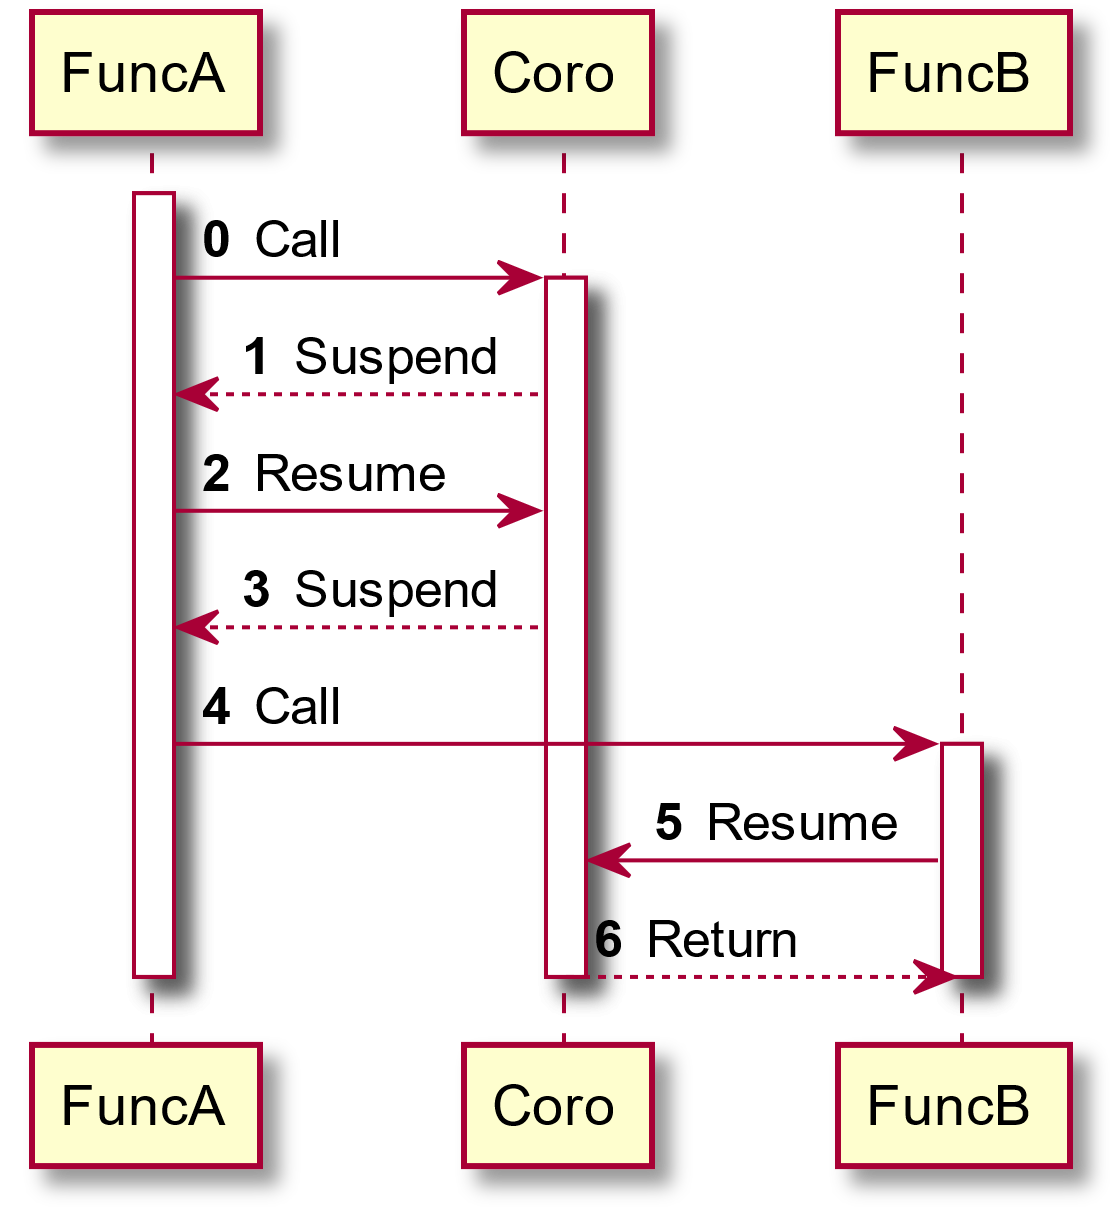 FuncA Coro FuncB
0 Call
1 Suspend
2 Resume
3 Suspend
4 Call
5 Resume
6 Return
FuncA Coro FuncB